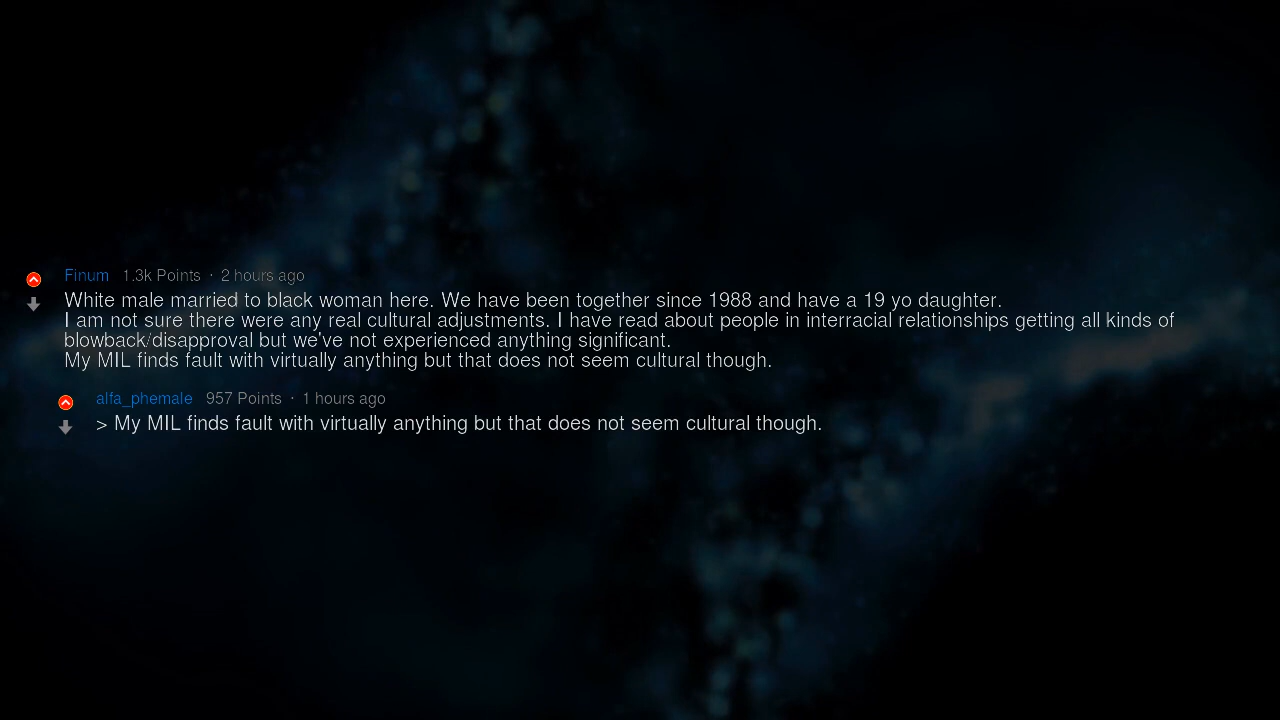 Finum 1.3k Points · 2 hours ago
White male married to black woman here. We have been together since 1988 and have a 19 yo daughter.
I am not sure there were any real cultural adjustments. I have read about people in interracial relationships getting all kinds of
blowback/disapproval but we've not experienced anything significant.
My MIL finds fault with virtually anything but that does not seem cultural though.
alfa_phemale 957 Points · 1 hours ago
> My MIL finds fault with virtually anything but that does not seem cultural though.